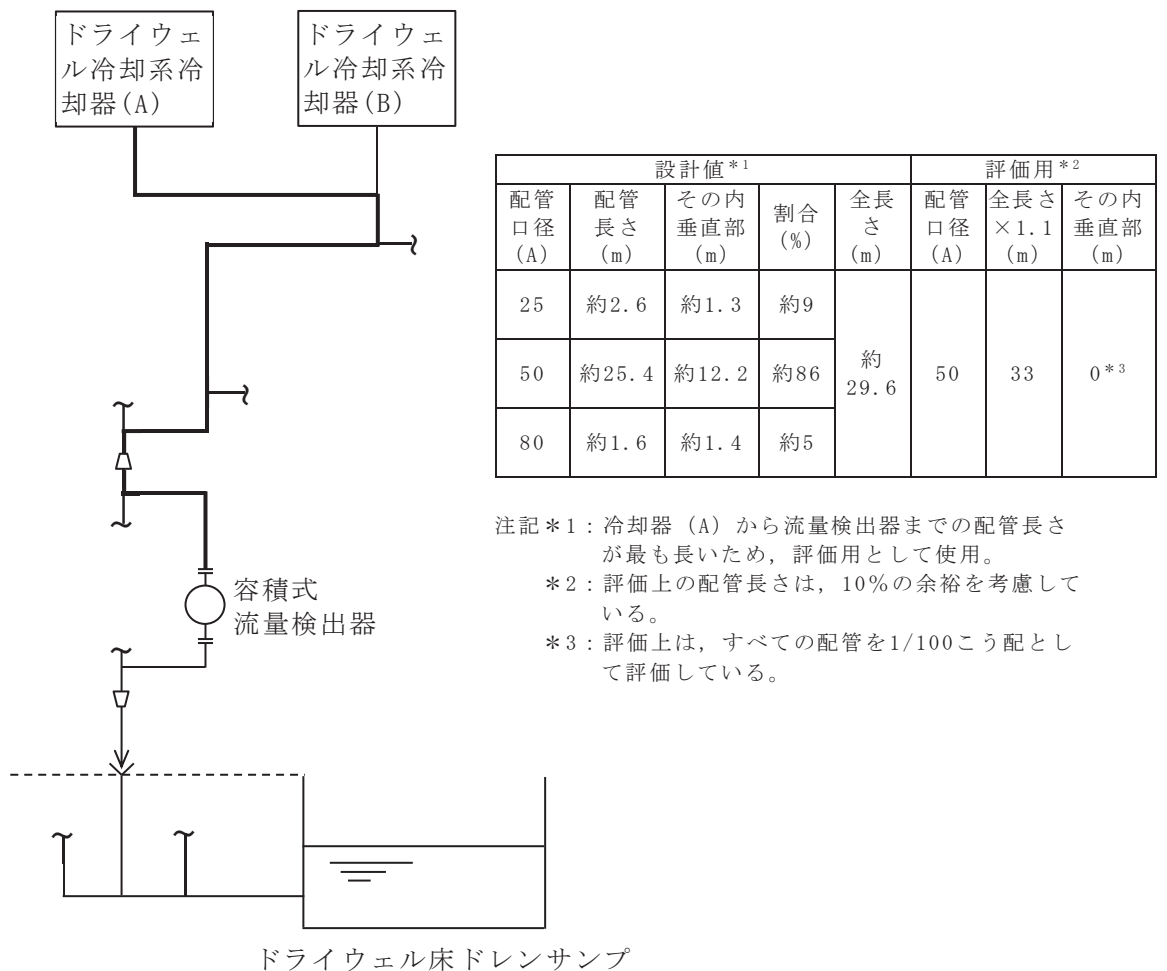 ドライウェ
ル冷却系冷
却器(A)
ドライウェ
ル冷却系冷
却器(B)
設計値*1 評価用*2
配管口径(A) 配管長さ(m) その内垂直部(m) 割合(%) 全長さ(m) 配管口径(A) 全長さ×1.1(m) その内垂直部(m)
25 約2.6 約1.3 約9 約29.6 50 33 0*3
50 約25.4 約12.2 約86
80 約1.6 約1.4 約5
注記*1:冷却器(A)から流量検出器までの配管長さ
が最も長いため,評価用として使用。
*2:評価上の配管長さは,10%の余裕を考慮して
いる。
*3:評価上は,すべての配管を1/100こう配とし
て評価している。
容積式
流量検出器
ドライウェル床ドレンサンプ